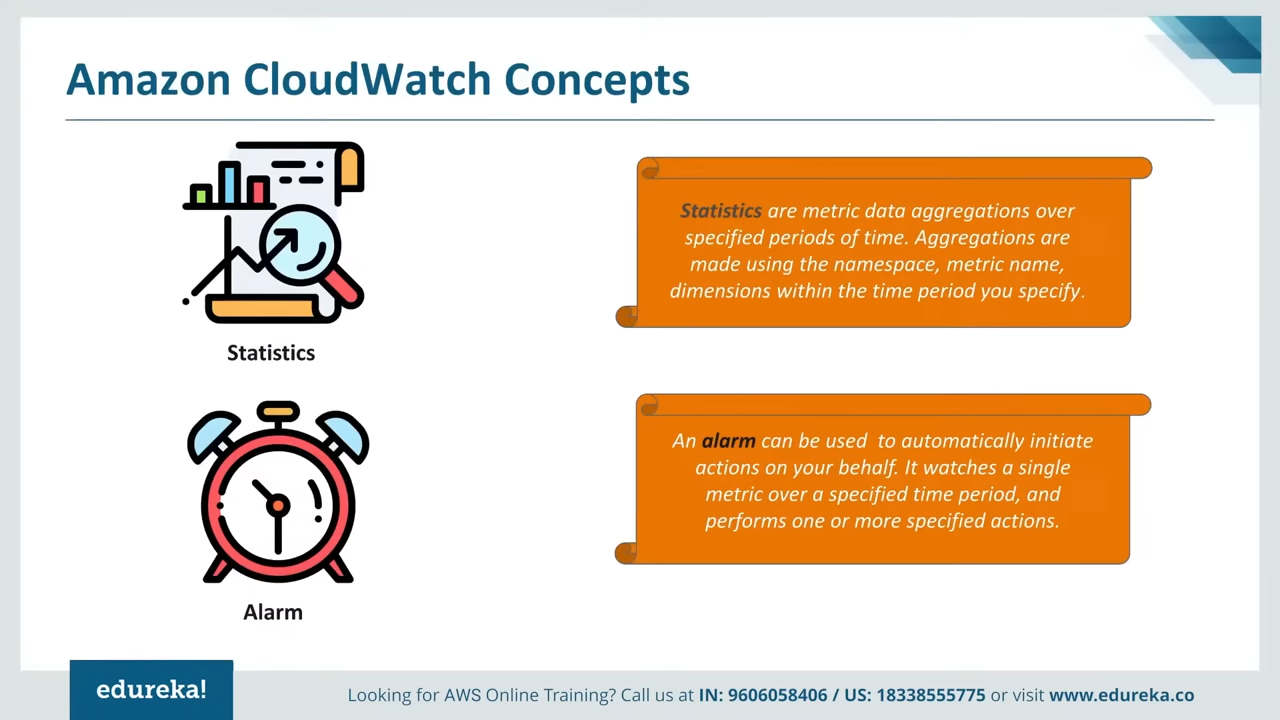 Amazon CloudWatch Concepts
Statistics are metric data aggregations over
specified periods of time. Aggregations are
made using the namespace, metric name,
dimensions within the time period you specify.
Statistics
An alarm can be used  to automatically initiate
actions on your behalf. It watches a single
metric over a specified time period, and
performs one or more specified actions.
Alarm
edureka!
Looking for AWS Online Training? Call us at IN: 9606058406 / US: 18338555775 or visit www.edureka.co